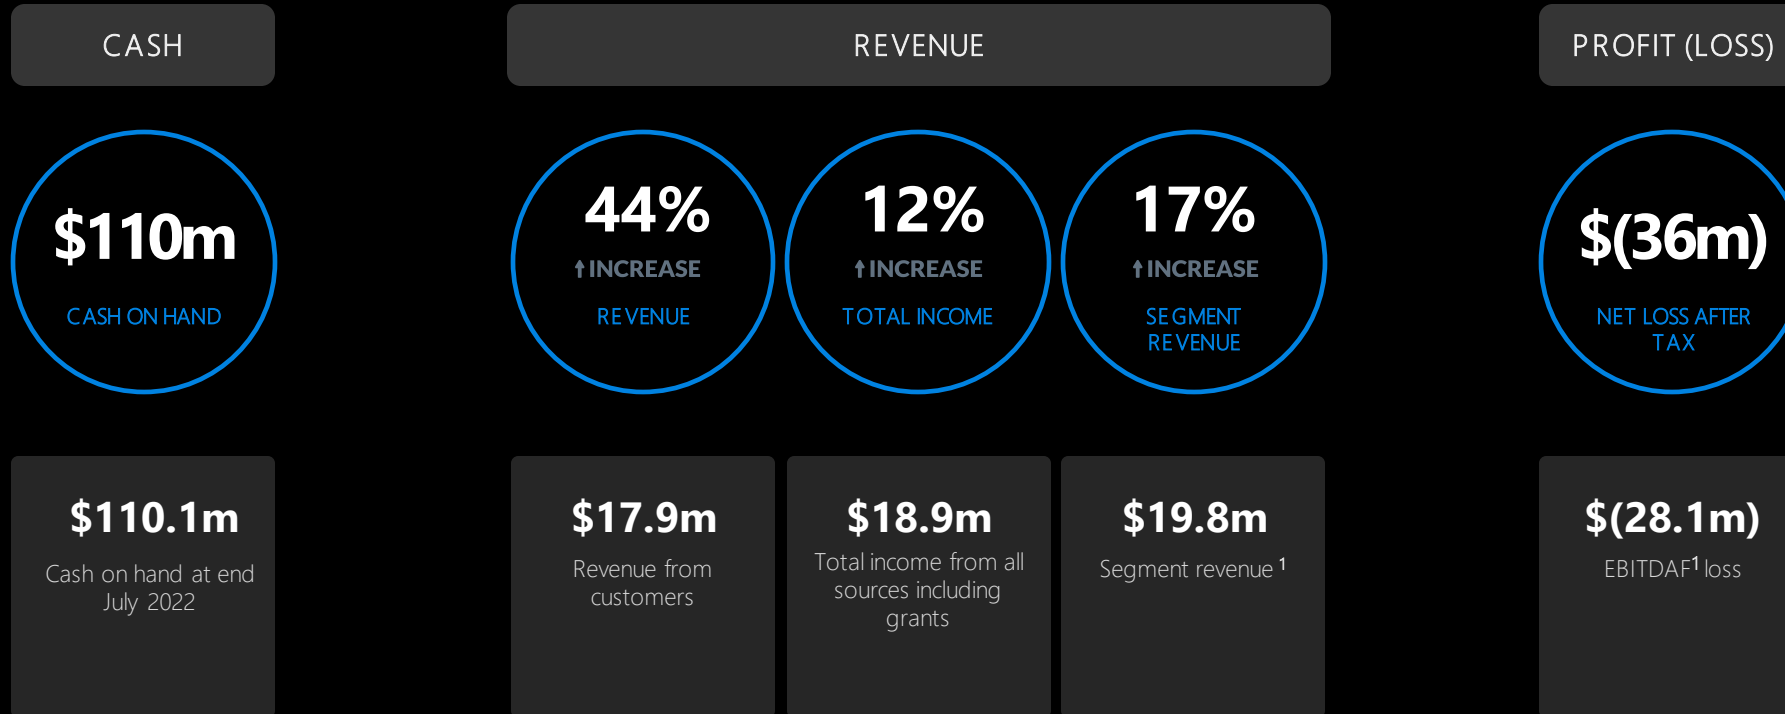 CASH
REVENUE
PROFIT (LOSS)
$110m
CASH ON HAND
44%
INCREASE
REVENUE
12%
INCREASE
TOTAL INCOME
17%
INCREASE
SEGMENT
REVENUE
$(36m)
NET LOSS AFTER
TAX
$110.1m
Cash on hand at end
July 2022
$17.9m
Revenue from
customers
$18.9m
Total income from all
sources including
grants
$19.8m
Segment revenue 1
$(28.1m)
EBITDAF1 loss